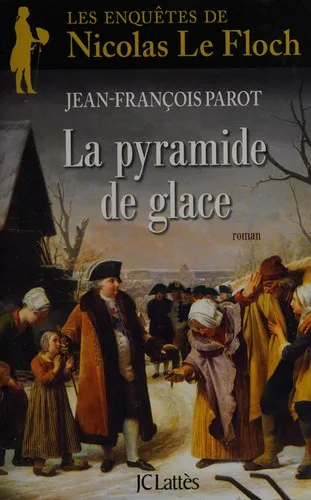 LES ENQUÊTES DE
Nicolas Le Floch
JEAN-FRANÇOIS PAROT
La pyramide
de glace
roman
JC Lattès